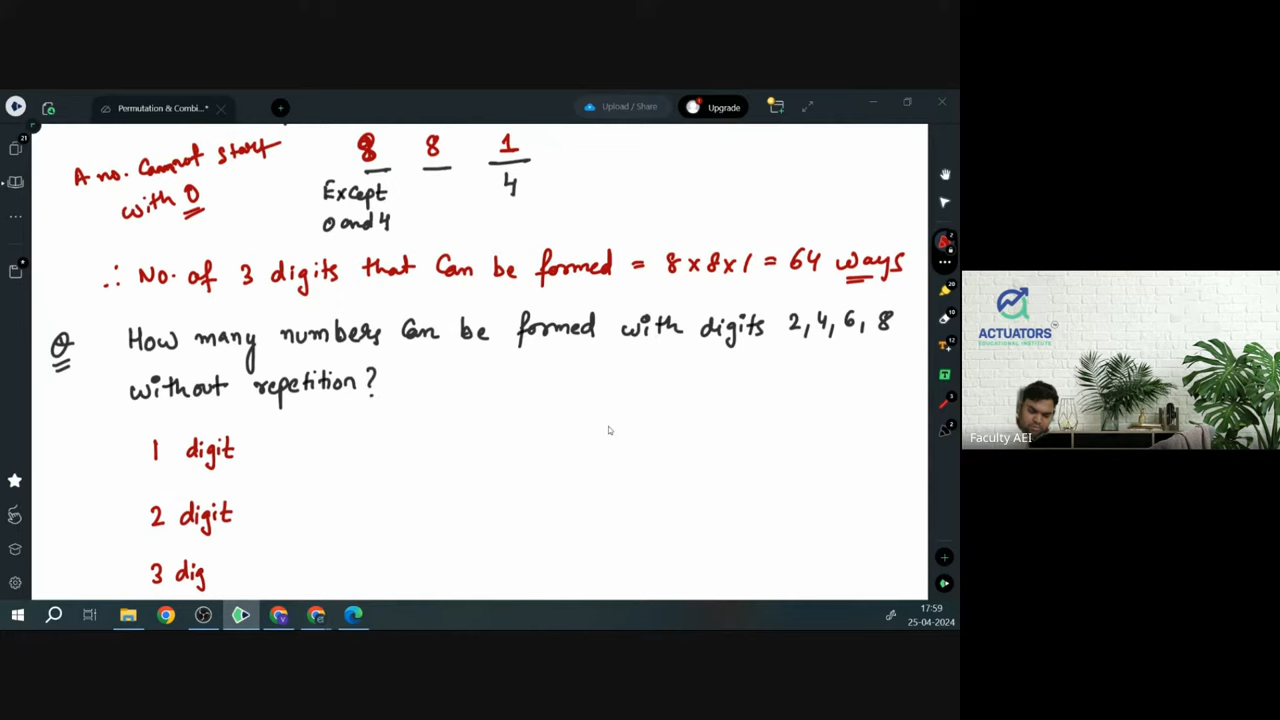 Permutation & Combi...*
Upload / Share
Upgrade
A no. Cannot start
with 0
8 8 1
4
Except
0 and 4
∴ No. of 3 digits that Can be formed = 8 x 8 x 1 = 64 ways
Q How many numbers Can be formed with digits 2, 4, 6, 8
without repetition?
1 digit
2 digit
3 dig
ACTUATORS
EDUCATIONAL INSTITUTE
Faculty AEI
17:59
25-04-2024